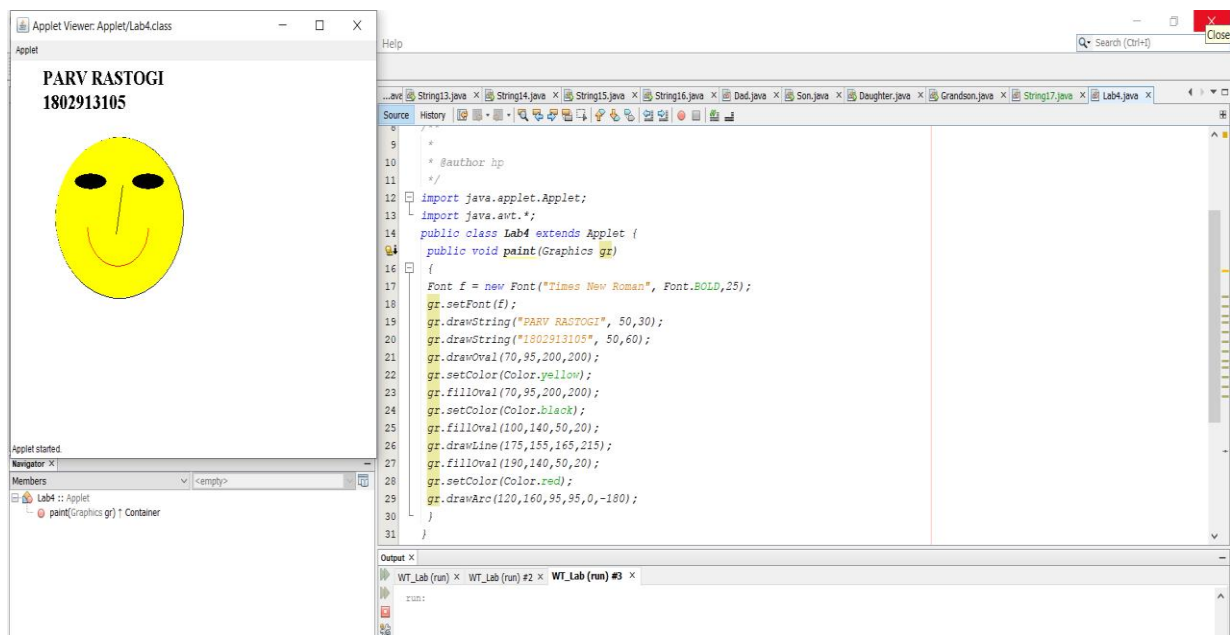 Applet Viewer: Applet/Lab4.class
Applet
PARV RASTOGI
1802913105
Applet started.
Help
Search (Ctrl+I)
Close
...ava String13.java String14.java String15.java String16.java Dad.java Son.java Daughter.java Grandson.java String17.java Lab4.java
Source History
8 /**
9 *
10 * @author hp
11 */
12 import java.applet.Applet;
13 import java.awt.*;
14 public class Lab4 extends Applet {
public void paint(Graphics gr)
16 {
17 Font f = new Font("Times New Roman", Font.BOLD,25);
18 gr.setFont(f);
19 gr.drawString("PARV RASTOGI", 50,30);
20 gr.drawString("1802913105", 50,60);
21 gr.drawOval(70,95,200,200);
22 gr.setColor(Color.yellow);
23 gr.fillOval(70,95,200,200);
24 gr.setColor(Color.black);
25 gr.fillOval(100,140,50,20);
26 gr.drawLine(175,155,165,215);
27 gr.fillOval(190,140,50,20);
28 gr.setColor(Color.red);
29 gr.drawArc(120,160,95,95,0,-180);
30 }
31 }
Navigator
Members <empty>
Lab4 :: Applet
paint(Graphics gr) ↑ Container
Output
WT_Lab (run) WT_Lab (run) #2 WT_Lab (run) #3
run: